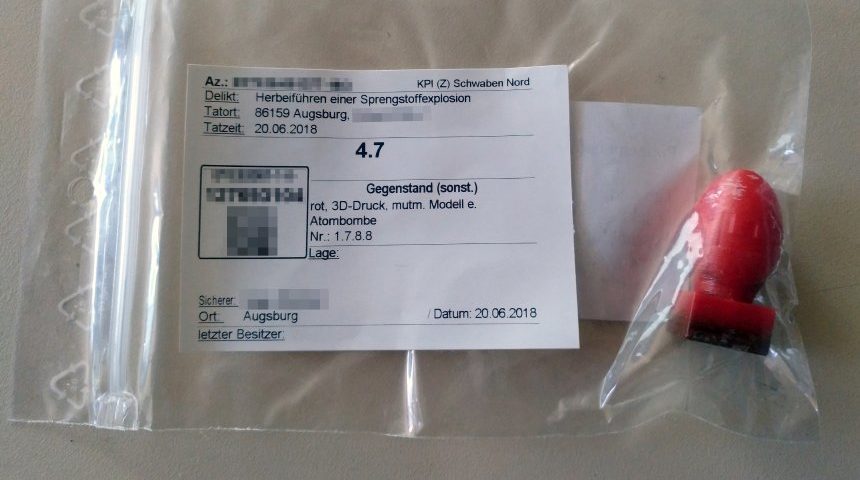 Az.:
KPI (Z) Schwaben Nord
Delikt: Herbeiführen einer Sprengstoffexplosion
Tatort: 86159 Augsburg,
Tatzeit: 20.06.2018
4.7
Gegenstand (sonst.)
rot, 3D-Druck, mutm. Modell e.
Atombombe
Nr.: 1.7.8.8
Lage:
Sicherer:
Ort: Augsburg / Datum: 20.06.2018
letzter Besitzer: